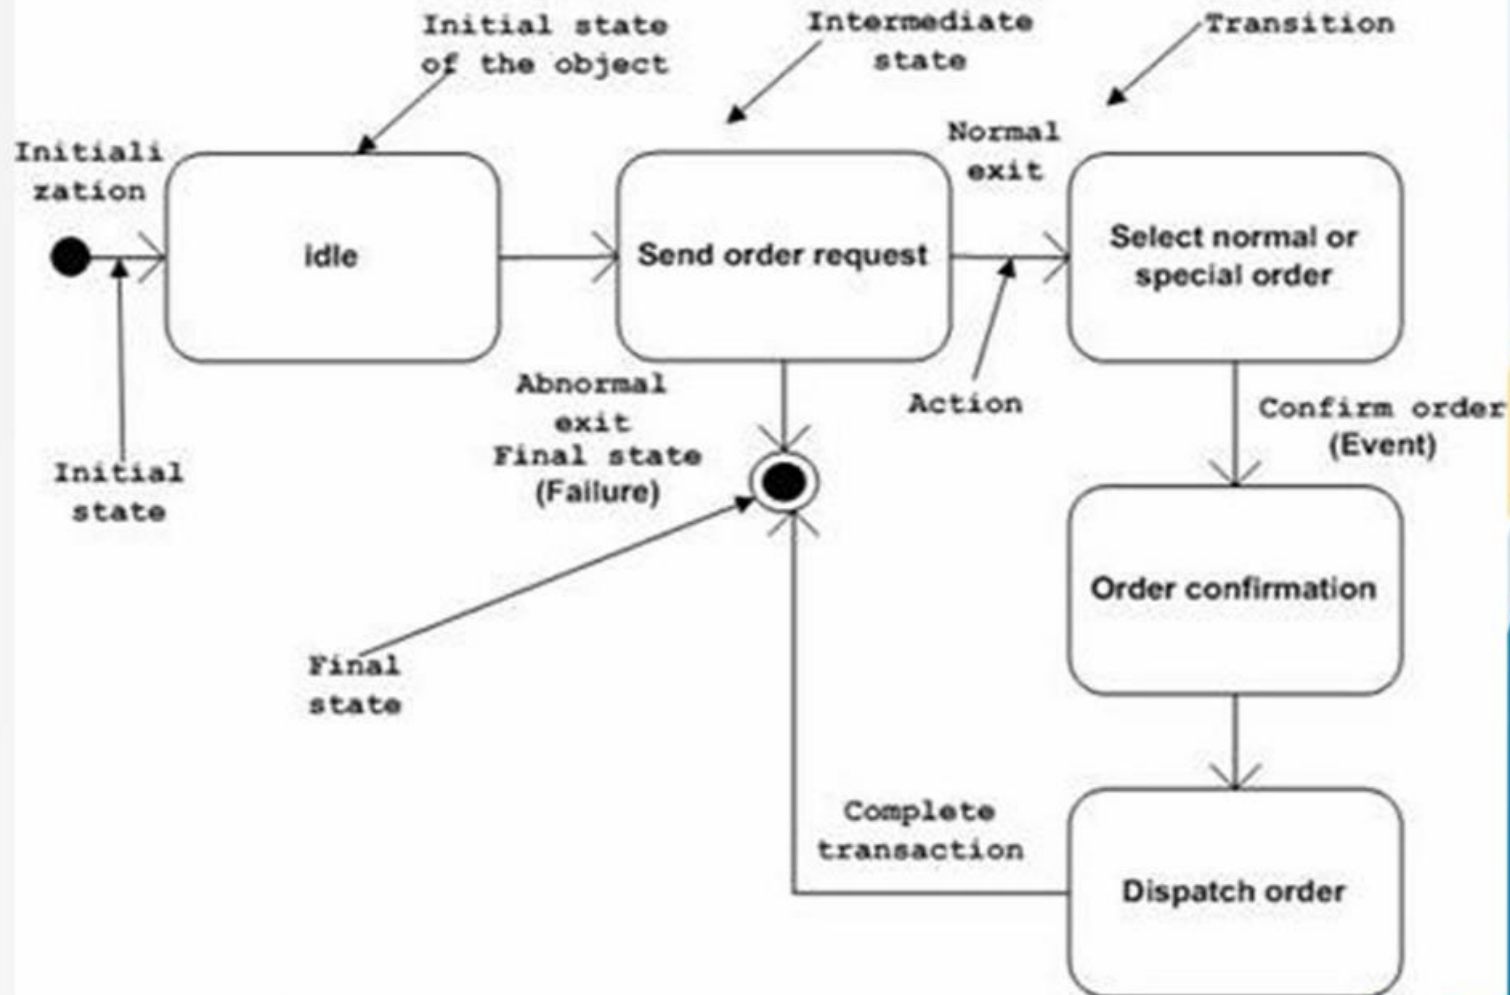 Initial state
of the object
Intermediate
state
Transition
Initiali
zation
Normal
exit
idle
Send order request
Select normal or
special order
Abnormal
exit
Final state
(Failure)
Action
Confirm order
(Event)
Initial
state
Order confirmation
Final
state
Complete
transaction
Dispatch order